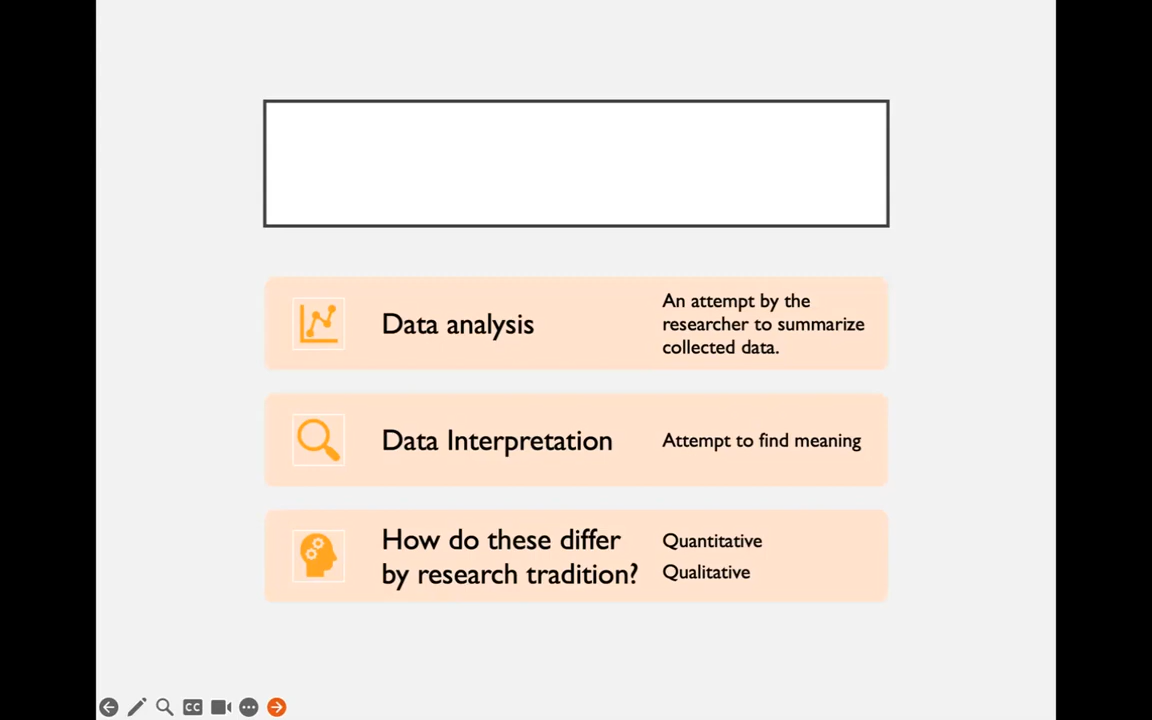 Data analysis
An attempt by the
researcher to summarize
collected data.
Data Interpretation
Attempt to find meaning
How do these differ
by research tradition?
Quantitative
Qualitative
CC